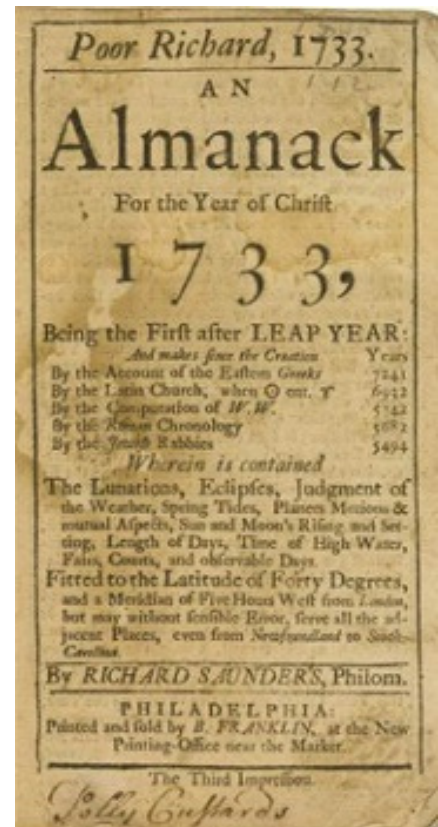 Poor Richard, 1733.
AN
Almanack
For the Year of Chriſt
1733,
Being the Firſt after LEAP YEAR:
And makes ſince the Creation Years
By the Account of the Eaſtern Greeks 7241
By the Latin Church, when ☉ ent. ♈ 6932
By the Computation of W.W. 5742
By the Roman Chronology 5682
By the Jewiſh Rabbies 5494
Wherein is contained
The Lunations, Eclipſes, Judgment of
the Weather, Spring Tides, Planets Motions &
mutual Aſpects, Sun and Moon's Riſing and Set-
ting, Length of Days, Time of High Water,
Fairs, Courts, and obſervable Days.
Fitted to the Latitude of Forty Degrees,
and a Meridian of Five Hours Weſt from London,
but may without ſenſible Error, ſerve all the ad-
jacent Places, even from Newfoundland to South-
Carolina.
By RICHARD SAUNDERS, Philom.
PHILADELPHIA:
Printed and ſold by B. FRANKLIN, at the New
Printing-Office near the Market.
The Third Impreſſion.
Polly